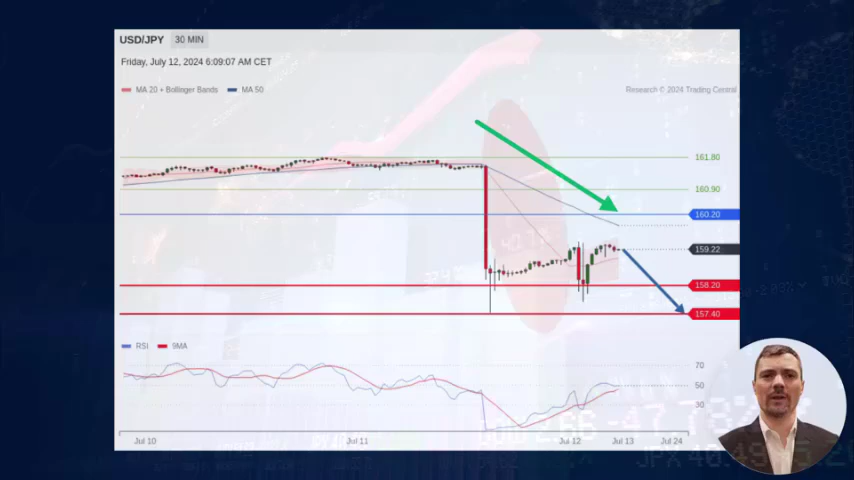 USD/JPY 30 MIN
Friday, July 12, 2024 6:09:07 AM CET
MA 20 + Bollinger Bands MA 50
Research © 2024 Trading Central
161.80
160.90
160.20
159.22
158.20
157.40
RSI 9MA
70
50
30
Jul 10 Jul 11 Jul 12 Jul 13 Jul 24